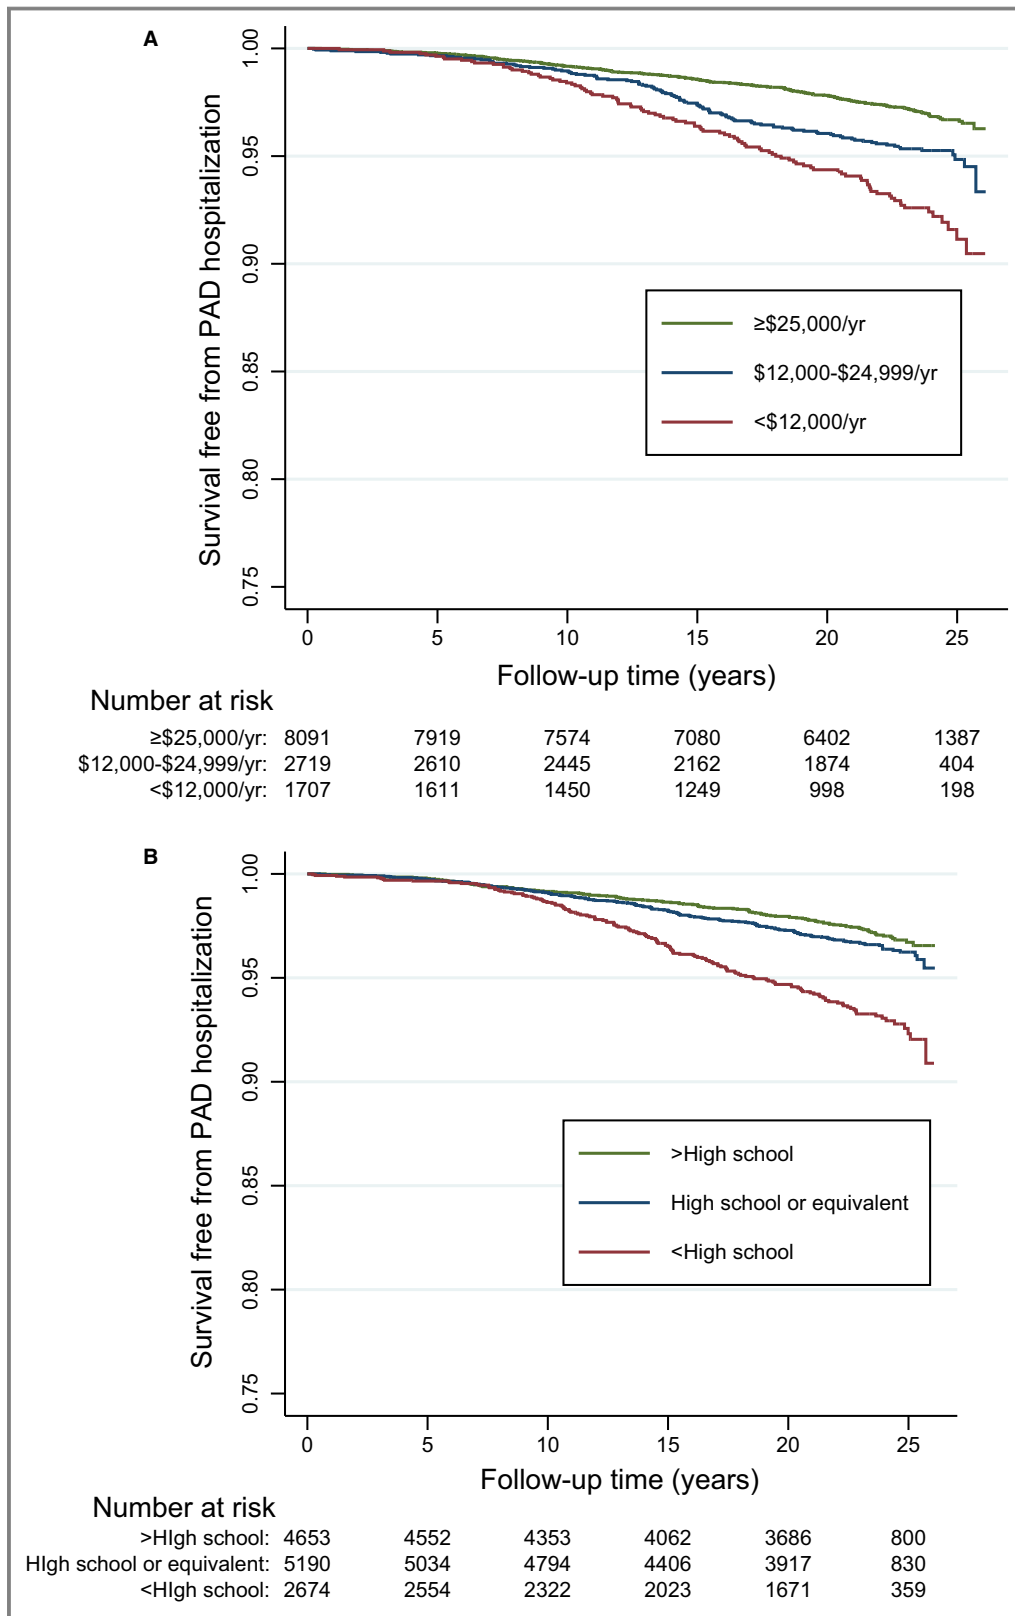 A
Survival free from PAD hospitalization
1.00
0.95
0.90
0.85
0.80
0.75
≥$25,000/yr
$12,000-$24,999/yr
<$12,000/yr
0 5 10 15 20 25
Follow-up time (years)
Number at risk
≥$25,000/yr: 8091 7919 7574 7080 6402 1387
$12,000-$24,999/yr: 2719 2610 2445 2162 1874 404
<$12,000/yr: 1707 1611 1450 1249 998 198
B
Survival free from PAD hospitalization
1.00
0.95
0.90
0.85
0.80
0.75
>High school
High school or equivalent
<High school
0 5 10 15 20 25
Follow-up time (years)
Number at risk
>HIgh school: 4653 4552 4353 4062 3686 800
HIgh school or equivalent: 5190 5034 4794 4406 3917 830
<HIgh school: 2674 2554 2322 2023 1671 359